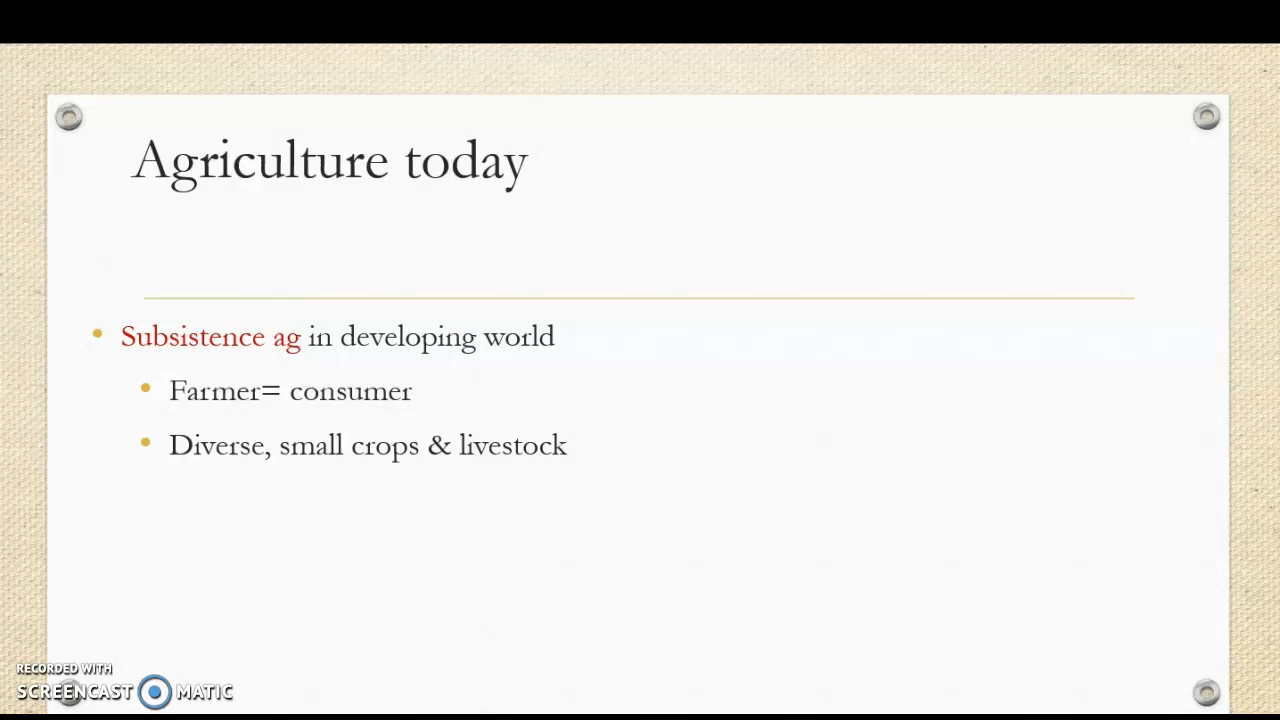 Agriculture today
Subsistence ag in developing world
Farmer= consumer
Diverse, small crops & livestock
RECORDED WITH
SCREENCAST MATIC